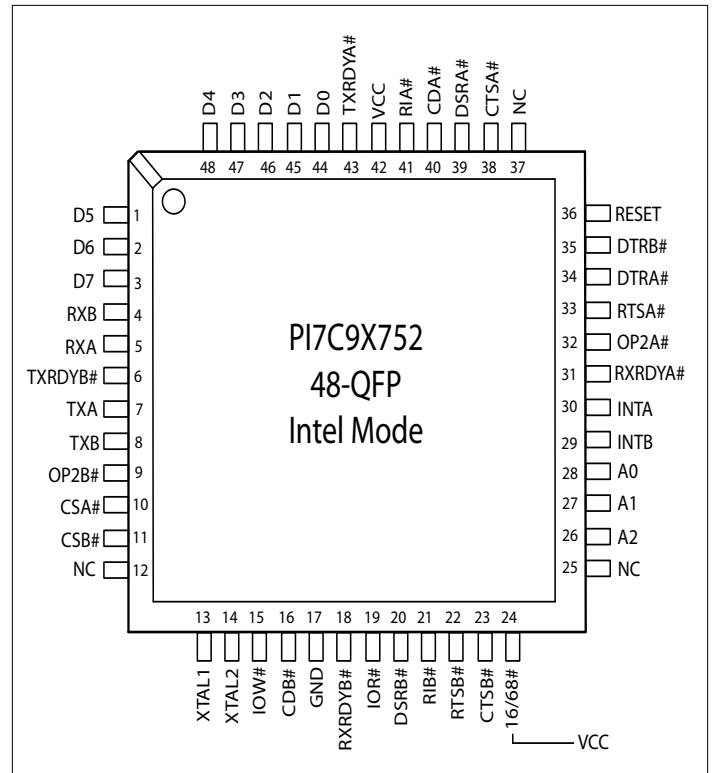 D4 D3 D2 D1 D0 TXRDYA# VCC RIA# CDA# DSRA# CTSA# NC
48 47 46 45 44 43 42 41 40 39 38 37
D5 1
D6 2
D7 3
RXB 4
RXA 5
TXRDYB# 6
TXA 7
TXB 8
OP2B# 9
CSA# 10
CSB# 11
NC 12
PI7C9X752
48-QFP
Intel Mode
36 RESET
35 DTRB#
34 DTRA#
33 RTSA#
32 OP2A#
31 RXRDYA#
30 INTA
29 INTB
28 A0
27 A1
26 A2
25 NC
13 14 15 16 17 18 19 20 21 22 23 24
XTAL1 XTAL2 IOW# CDB# GND RXRDYB# IOR# DSRB# RIB# RTSB# CTSB# 16/68#
VCC